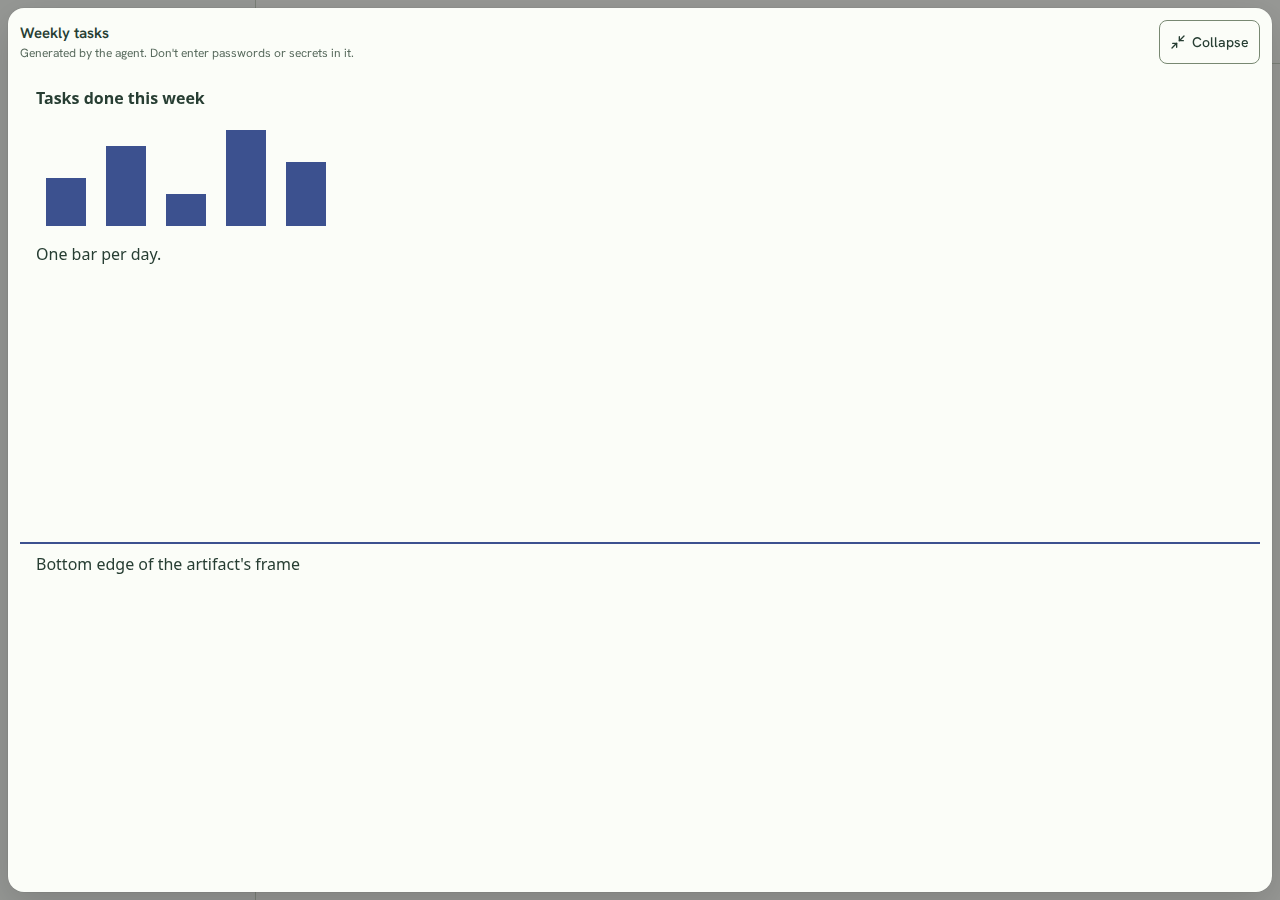 Weekly tasks
Generated by the agent. Don't enter passwords or secrets in it.
Collapse
Tasks done this week
One bar per day.
Bottom edge of the artifact's frame